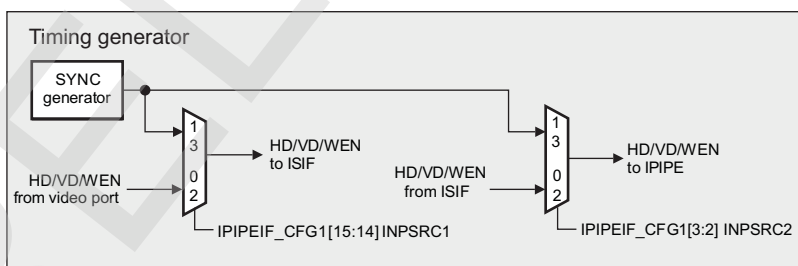 Timing generator
SYNC
generator
1
3
0
2
HD/VD/WEN
to ISIF
HD/VD/WEN
from video port
IPIPEIF_CFG1[15:14] INPSRC1
HD/VD/WEN
from ISIF
1
3
0
2
HD/VD/WEN
to IPIPE
IPIPEIF_CFG1[3:2] INPSRC2